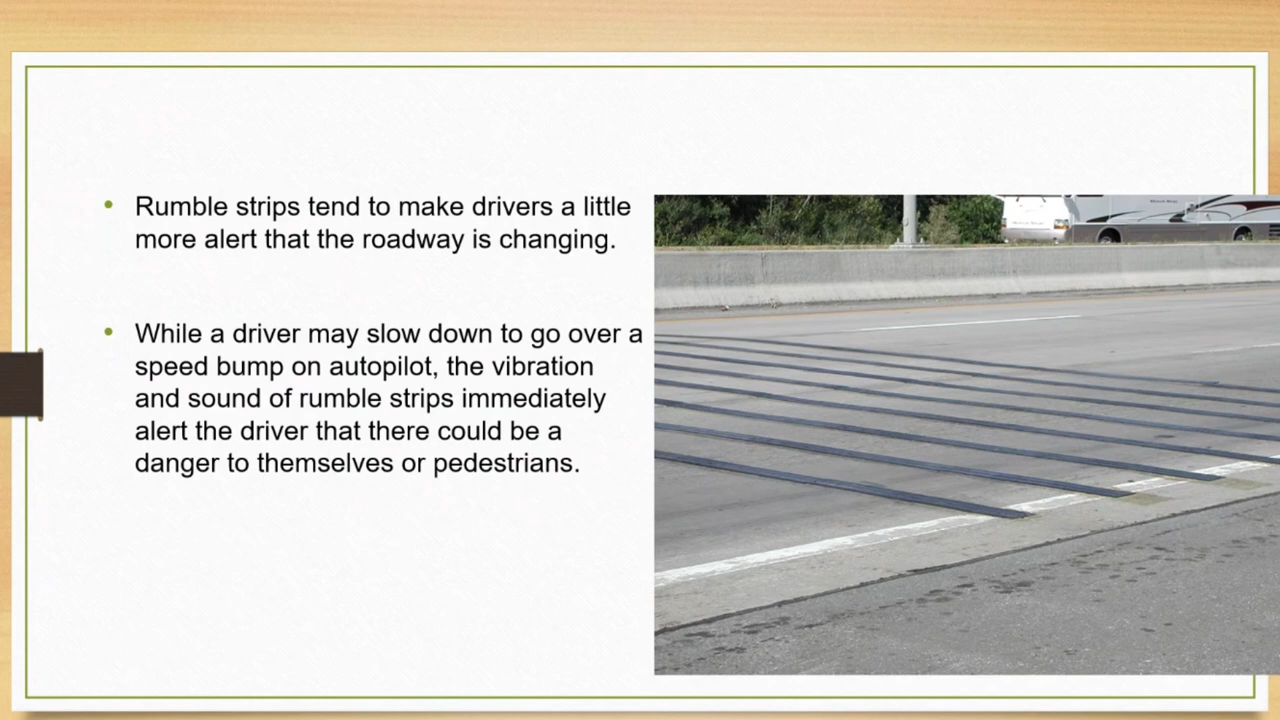 Rumble strips tend to make drivers a little
more alert that the roadway is changing.
While a driver may slow down to go over a
speed bump on autopilot, the vibration
and sound of rumble strips immediately
alert the driver that there could be a
danger to themselves or pedestrians.